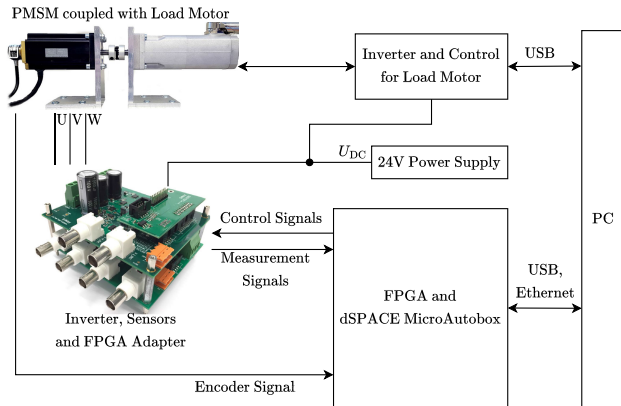 PMSM coupled with Load Motor
Inverter and Control
for Load Motor
USB
U V W
U_DC
24V Power Supply
Control Signals
Measurement
Signals
PC
FPGA and
dSPACE MicroAutobox
USB,
Ethernet
Inverter, Sensors
and FPGA Adapter
Encoder Signal